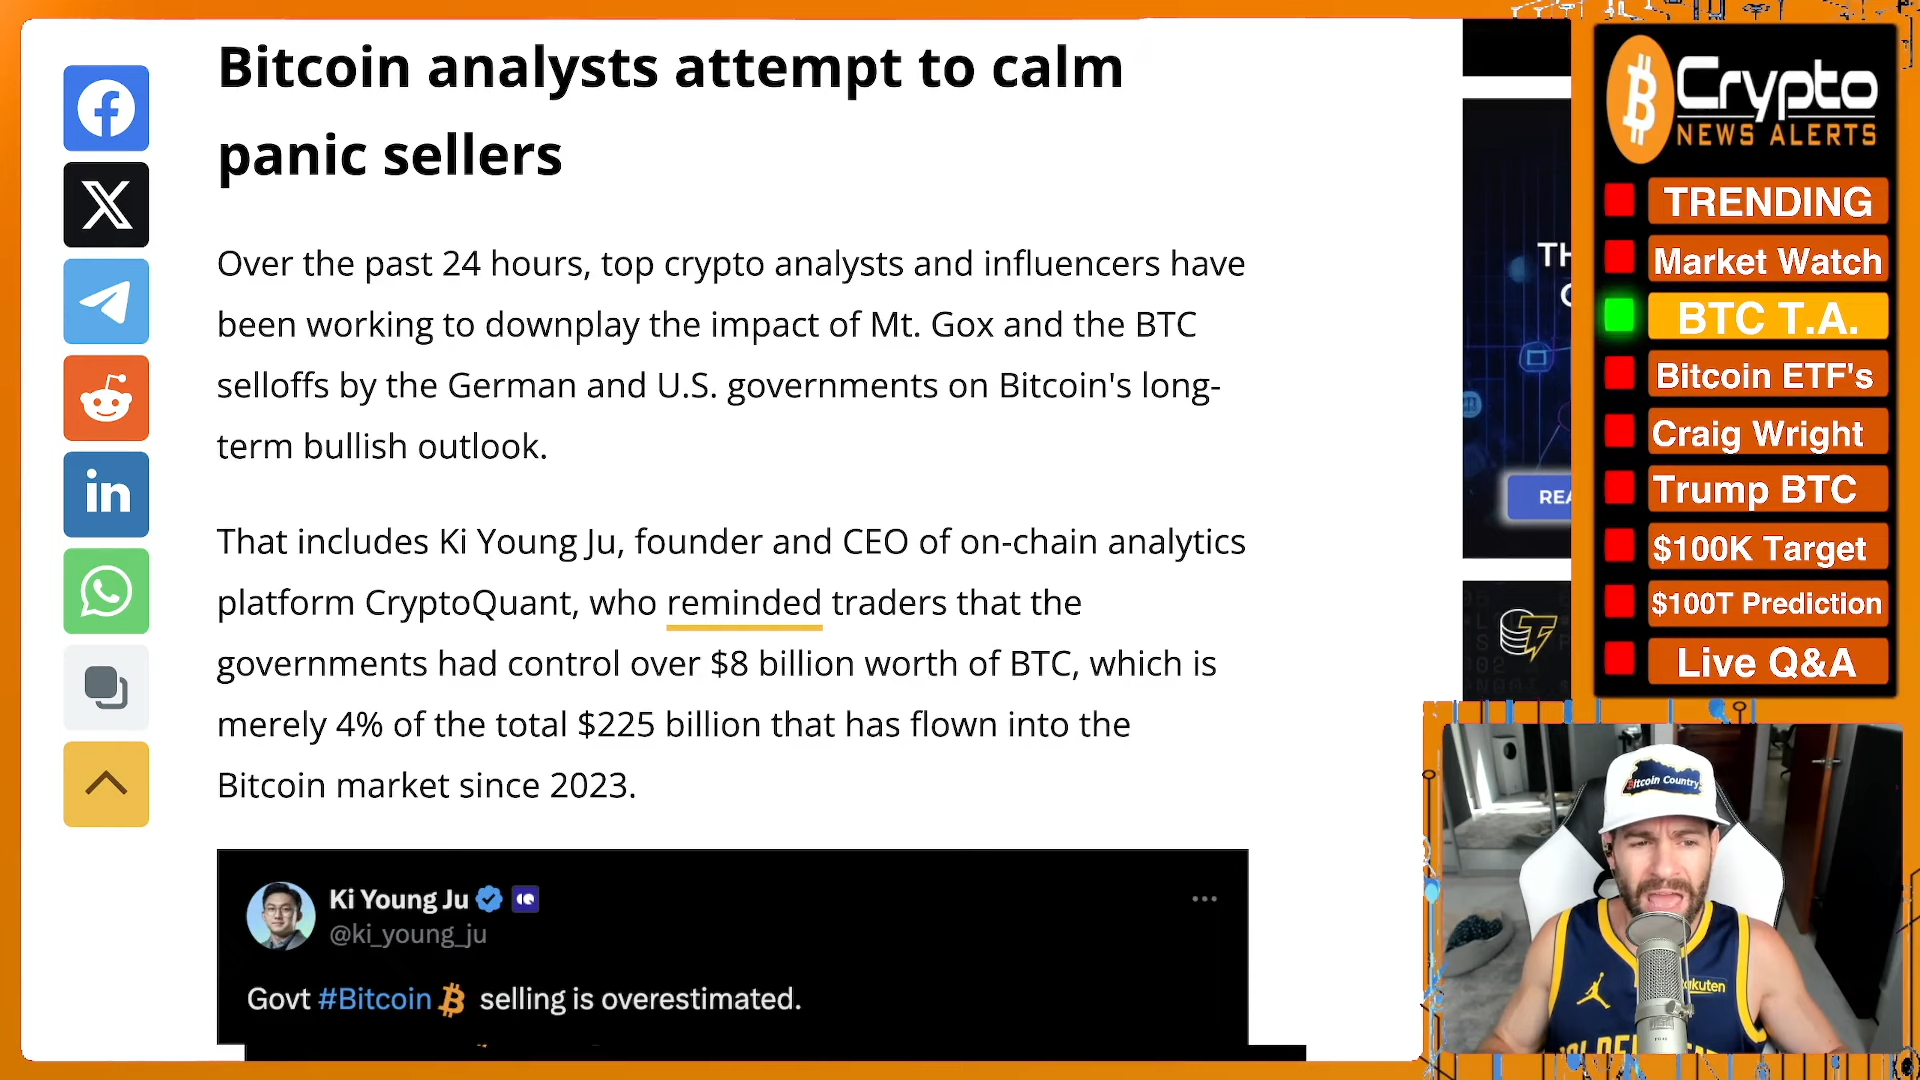 Bitcoin analysts attempt to calm
panic sellers
Over the past 24 hours, top crypto analysts and influencers have
been working to downplay the impact of Mt. Gox and the BTC
selloffs by the German and U.S. governments on Bitcoin's long-
term bullish outlook.
That includes Ki Young Ju, founder and CEO of on-chain analytics
platform CryptoQuant, who reminded traders that the
governments had control over $8 billion worth of BTC, which is
merely 4% of the total $225 billion that has flown into the
Bitcoin market since 2023.
Ki Young Ju
@ki_young_ju
Govt #Bitcoin selling is overestimated.
Crypto
NEWS ALERTS
TRENDING
Market Watch
BTC T.A.
Bitcoin ETF's
Craig Wright
Trump BTC
$100K Target
$100T Prediction
Live Q&A
Bitcoin Country